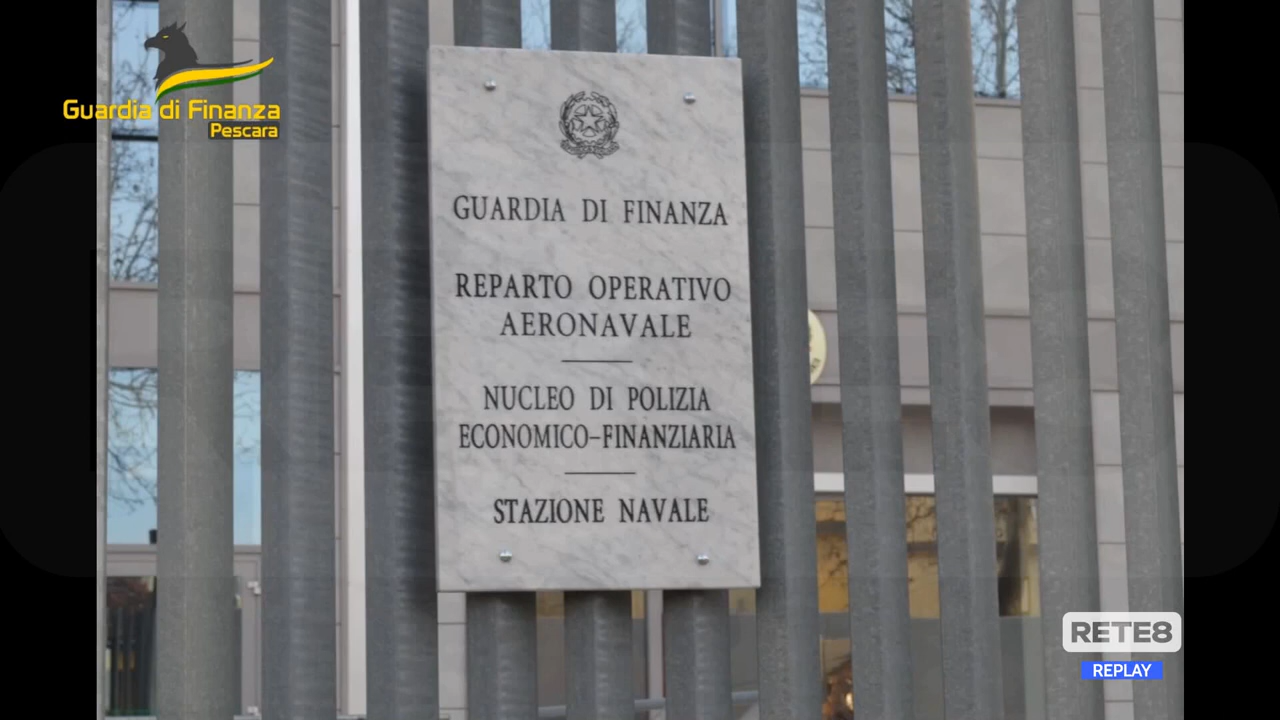 Guardia di Finanza
Pescara
GUARDIA DI FINANZA
REPARTO OPERATIVO
AERONAVALE
NUCLEO DI POLIZIA
ECONOMICO-FINANZIARIA
STAZIONE NAVALE
RETE8
REPLAY